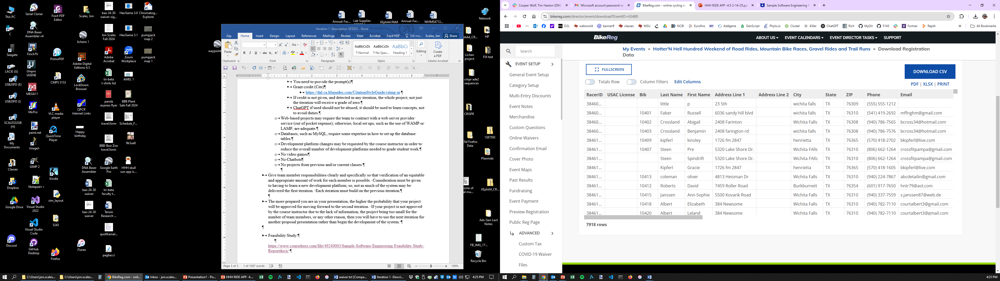 This PC
Serial Cloner
Foxit PDF Editor
Scales, Jon
bao 24-30 waiver-sig...
HexGame 3.0
Chromatog... Explorer
C
DNA Baser Assembler v4
lichens 1
Jon Scales Fall 2024
HexGame 3.1
pumpjack map 2
Seagate
FinchTV
PrimoPDF
Adobe Digital Editions 4.5
Adobe Acrobat
Zoom Workplace
pumpjack map 1
LACIE (G)
Unipro UGENE
CMPS 5153
LockDown Browser
tri-beta t-shirts list
AMEL 1
USB20FD (E)
MEGA11
USB20FD (I)
MxPro
VLC media player
QPCR Internet Links
panda express flyer
BBB Plant Sale Fall 2024
SCALES32GB (H)
paint.net
QuickTime Player
Happy birthday
travel.form
Schedule_F...
My Documents
ImageJ-
BBB-Boo Zoo travel.form
9k3ua8
Classes
GIMP 2
Kindle
DNA Baser Assembler
Google Earth Pro
HHH skull sun app ic...
Dropbox
Notepad++
sim_layout
bao 24-30 waiver
tri-beta faculty t...
Google Drive
Visual Studio 2022
5243
bao 24-30 waiver
Tenzin Research ...
Visual Studio Code
quotKamal...
Discord
GitHub Desktop
Firefox
iTunes
pagliacci
Annual-Fac...
Lab Supplies
XEphA4 PAM
Annual-Fac...
NIHMS4713...
Network
waypoint
HP
Lichen project
FIJI test
crispr ade2 sequences
CRISPR
Old Firefox Data
1387593
Plasmids
XEphA4_CR...
Adv Gen Lect Notes
FB_IMG_17...
Recycle Bin
Iteration 1 -Description SP2025 - Word
File Home Insert Design Layout References Mailings Review View Acrobat Foxit PDF Tell me... Scales, Jon Share
Paste
AaBbCcDc AaBbCcDc AaBbCc
¶ Normal ¶ No Spac... Heading 1
Editing
Create a PDF
Clipboard Font Paragraph Styles Adobe Acrobat
You need to provide the prompt(s)¶
Grant credit (Cite)¶
https://dal.ca.libguides.com/CitationStyleGuide/citing-ai ¶
If credit is not given, and detected in any iteration, the whole project, not just
the iteration will receive a grade of zero.¶
ChatGPT if used should not be abused, it should be used to learn concepts, not
to avoid duties.¶
Web-based projects may require the team to contract with a web server provider
service (out of pocket expense); otherwise, local set ups, such as the use of WAMP or
LAMP, are adequate.¶
Databases, such as MySQL, require some expertise in how to set up the database
tables.¶
Development platform changes may be requested by the course instructor in order to
reduce the overall number of development platforms needed to grade student work.¶
No video games¶
No Chatbots¶
No projects from previous and/or current classes.¶
¶
Give team member responsibilities clearly and specifically so that verification of an equitable
and appropriate amount of work for each member is possible. Consideration must be given
to having to learn a new development platform; so, not as much of the system may be
delivered the first iteration. Each iteration must build on the previous iteration.¶
¶
The more prepared you are in your presentation, the higher the probability that your project
will be approved for moving forward to the second iteration. If your project is not approved
by the course instructor due to the lack of information, the project being too small for the
number of team members, or any other reason, then you will have to use the next iteration for
another proposal presentation rather than begin the development of the system. ¶
¶
Feasibility Study:¶
¶
https://www.coursehero.com/file/49240003/Sample-Software-Engineering-Feasibility-Study-
Reportdocx/ ¶
Page 3 of 3 1 of 1087 words 100%
C:\Users\jon.scales... C:\Users\jon.scales... BikeReg.com - onli... Inbox - jon.scales... Presentation1 - Po... HHH RIDE APP -4.... waiver txt [Compa... Iteration 1 -Descri... 4:25 PM
Cooper Wolf, Tim Haxton (DM)
Microsoft account password res
BikeReg.com - online cycling ev
HHH RIDE APP -4.5 2-14-25.ppt
Sample Software Engineering F
bikereg.com/director/event/download?EventID=63480
D2L webworld banner9 classes MSU NCBI Eurofins IDT Addgene GenScript Phylo.io Clustal Killer ChatGPT Rich MyGit 5143 Fortran Replit » All Bookmarks
BikeReg
ABOUT US EVENT CALENDARS EVENT DIRECTOR TASKS SUPPORT
Search
My Events » Hotter'N Hell Hundred Weekend of Road Rides, Mountain Bike Races, Gravel Rides and Trail Runs » Download Registration
Data
EVENT SETUP
General Event Setup
Category Setup
Multi-Entry Discounts
Event Notes
Merchandise
Custom Questions
Online Waivers
Confirmation Email
Cover Photo
Event Maps
Past Results
Fundraising
Event Payment
Preview Registration
Public Reg Page
ADVANCED
Custom Tax
COVID-19 Waiver
Files
FULLSCREEN
DOWNLOAD CSV
Totals Row Column Filters Edit Columns
PDF | XLSX | PRINT
RacerID USAC License Bib Last Name First Name Address Line 1 Address Line 2 City State ZIP Phone Email
38460... little p 23 5th wichita falls TX 76309 (555) 555-1212
38460... 10401 Faber Russell 6036 sandy hill blvd wichita falls TX 76310 (541) 419-2692 mffnghm@gmail.com
38460... 10402 Crossland Abigail 2408 Farinton Wichita Falls TX 76308 (940) 786-7565 bcross34@hotmail.com
38460... 10403 Crossland Benjamin 2408 farington rd wichita falls TX 76308 (940) 786-7576 bcross34@hotmail.com
38461... 10409 kipferl kinsley 1726 fm 2847 henrietta TX 76365 (570) 418-2702 bkipferl@live.com
38461... 10407 Steen Pre 5320 Lake Shore Dr. Wichita FAlls TX 76310 (806) 662-1264 crossfitpampa@gmail.com
38461... Steen Spindrift 5320 Lake Shore Dr. Wichita FAlls TX 76310 (806) 662-1264 crossfitpampa@gmail.com
38461... Kipferl Gracie 1726 fm 2847 henrietta TX 76365 (570) 418-1605 bkipferl@live.com
38461... 10413 coleman oliver 4813 Heisman Dr Wichita Falls TX 76310 (940) 224-7867 abcdetailin@gmail.com
38461... 10412 Roberts David 7459 Roller Road Burkburnett TX 76354 (601) 917-7650 hntr79@aol.com
38461... 10415 Janssen Ann-Sophie 5500 Kovarik Road Wichita Falls TX 76310 (940) 337-7559 s.janssen87@web.de
38461... 10418 Albert Elizabeth 384 Newsome Wichita Falls TX 76310 (940) 782-7110 courtalbert3@gmail.com
38461... 10420 Albert Leland 384 Newsome Wichita Falls TX 76310 (940) 782-7110 courtalbert3@gmail.com
7918 rows
4:25 PM